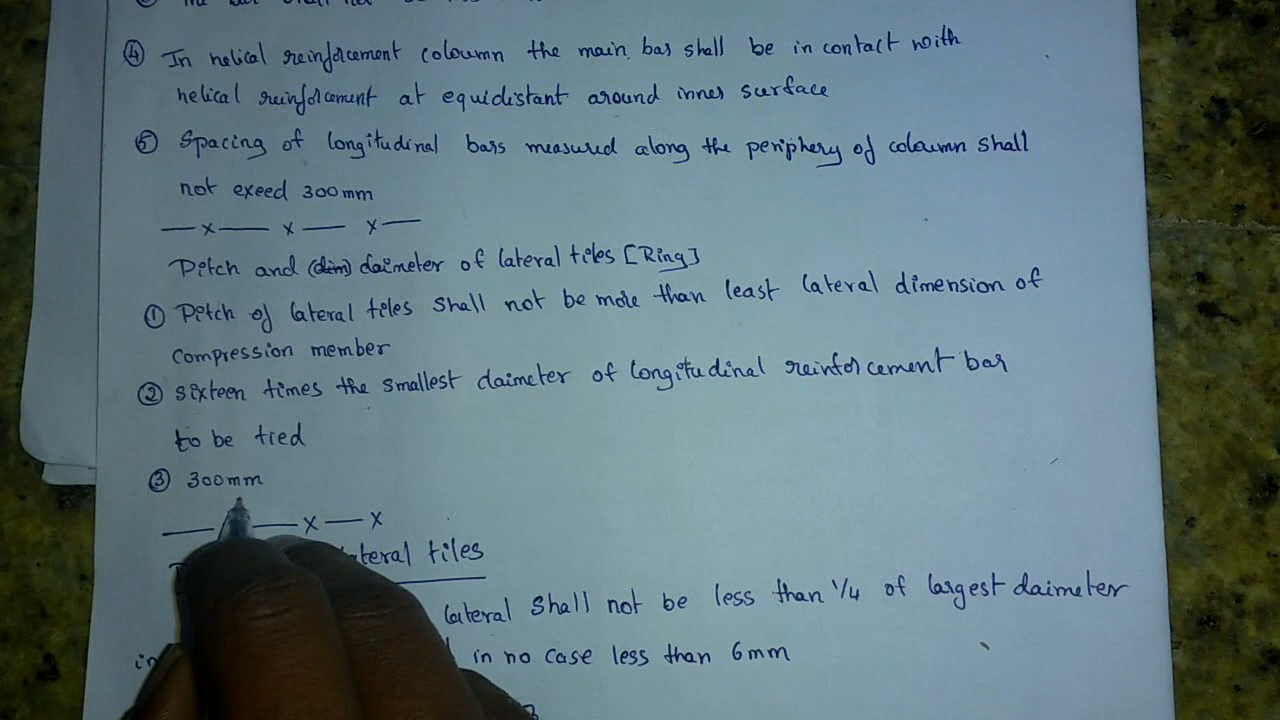 ④ In helical reinforcement coloumn the main bar shall be in contact with
helical reinforcement at equidistant around inner surface
⑤ Spacing of longitudinal bars measured along the periphery of coloumn shall
not exeed 300mm
—x— x— x—
Pitch and (dim) daimeter of lateral tiles [Ring]
① Pitch of lateral tiles shall not be more than least lateral dimension of
compression member
② sixteen times the smallest daimeter of longitudinal reinforcement bar
to be tied
③ 300mm
— —x—x
lateral tiles
lateral shall not be less than 1/4 of largest daimeter
in no case less than 6mm